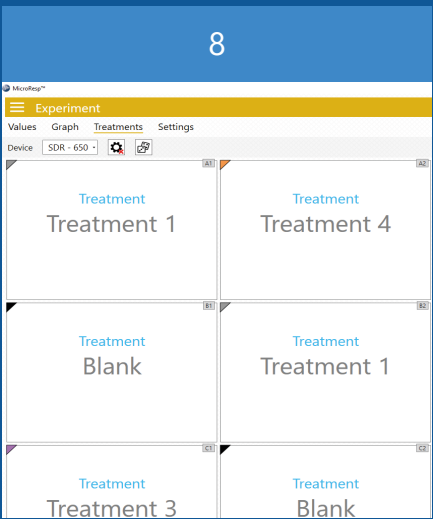 8
MicroResp™
Experiment
Values Graph Treatments Settings
Device SDR - 650
A1 A2
Treatment Treatment
Treatment 1 Treatment 4
B1 B2
Treatment Treatment
Blank Treatment 1
C1 C2
Treatment Treatment
Treatment 3 Blank